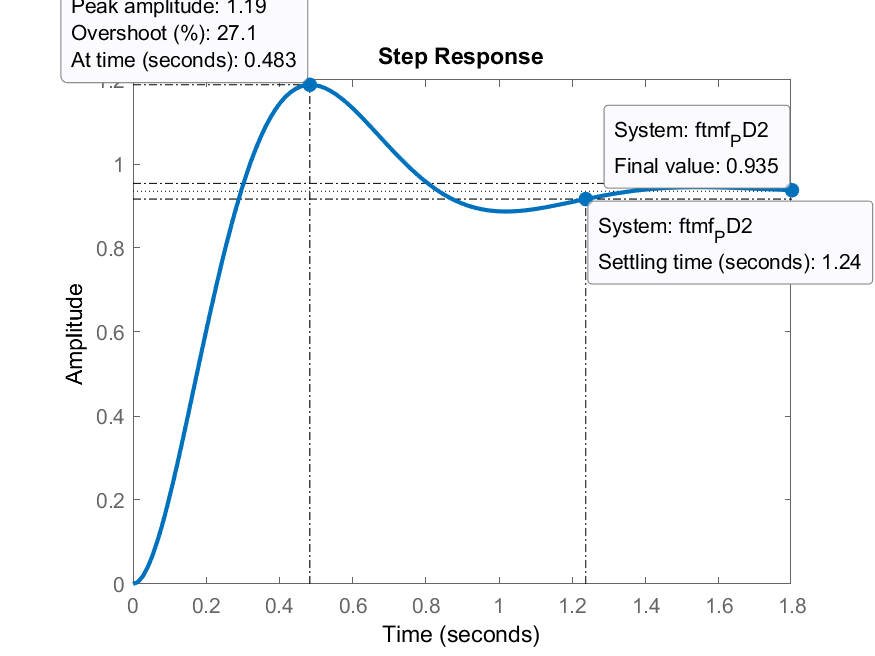 Peak amplitude: 1.19
Overshoot (%): 27.1
At time (seconds): 0.483
Step Response
System: ftmfPD2
Final value: 0.935
System: ftmfPD2
Settling time (seconds): 1.24
1.2
1
0.8
0.6
0.4
0.2
0
Amplitude
0 0.2 0.4 0.6 0.8 1 1.2 1.4 1.6 1.8
Time (seconds)